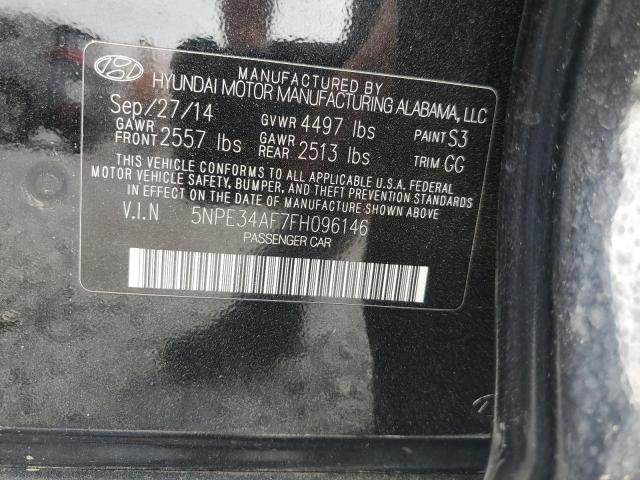 MANUFACTURED BY
HYUNDAI MOTOR MANUFACTURING ALABAMA, LLC
Sep/27/14 GVWR 4497 lbs PAINT S3
GAWR FRONT 2557 lbs GAWR REAR 2513 lbs TRIM GG
THIS VEHICLE CONFORMS TO ALL APPLICABLE U.S.A. FEDERAL
MOTOR VEHICLE SAFETY, BUMPER, AND THEFT PREVENTION STANDARDS
IN EFFECT ON THE DATE OF MANUFACTURE SHOWN ABOVE.
V.I.N 5NPE34AF7FH096146
PASSENGER CAR